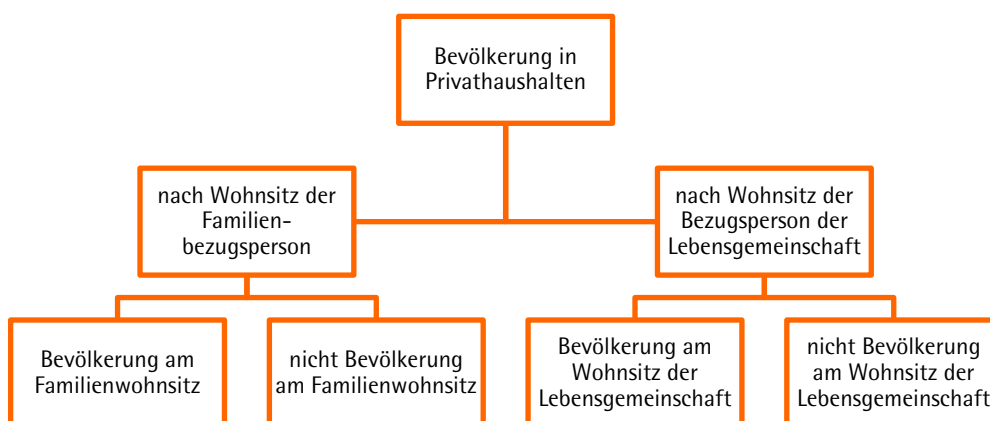 Bevölkerung in
Privathaushalten
nach Wohnsitz der
Familien-
bezugsperson
nach Wohnsitz der
Bezugsperson der
Lebensgemeinschaft
Bevölkerung am
Familienwohnsitz
nicht Bevölkerung
am Familienwohnsitz
Bevölkerung am
Wohnsitz der
Lebensgemeinschaft
nicht Bevölkerung
am Wohnsitz der
Lebensgemeinschaft